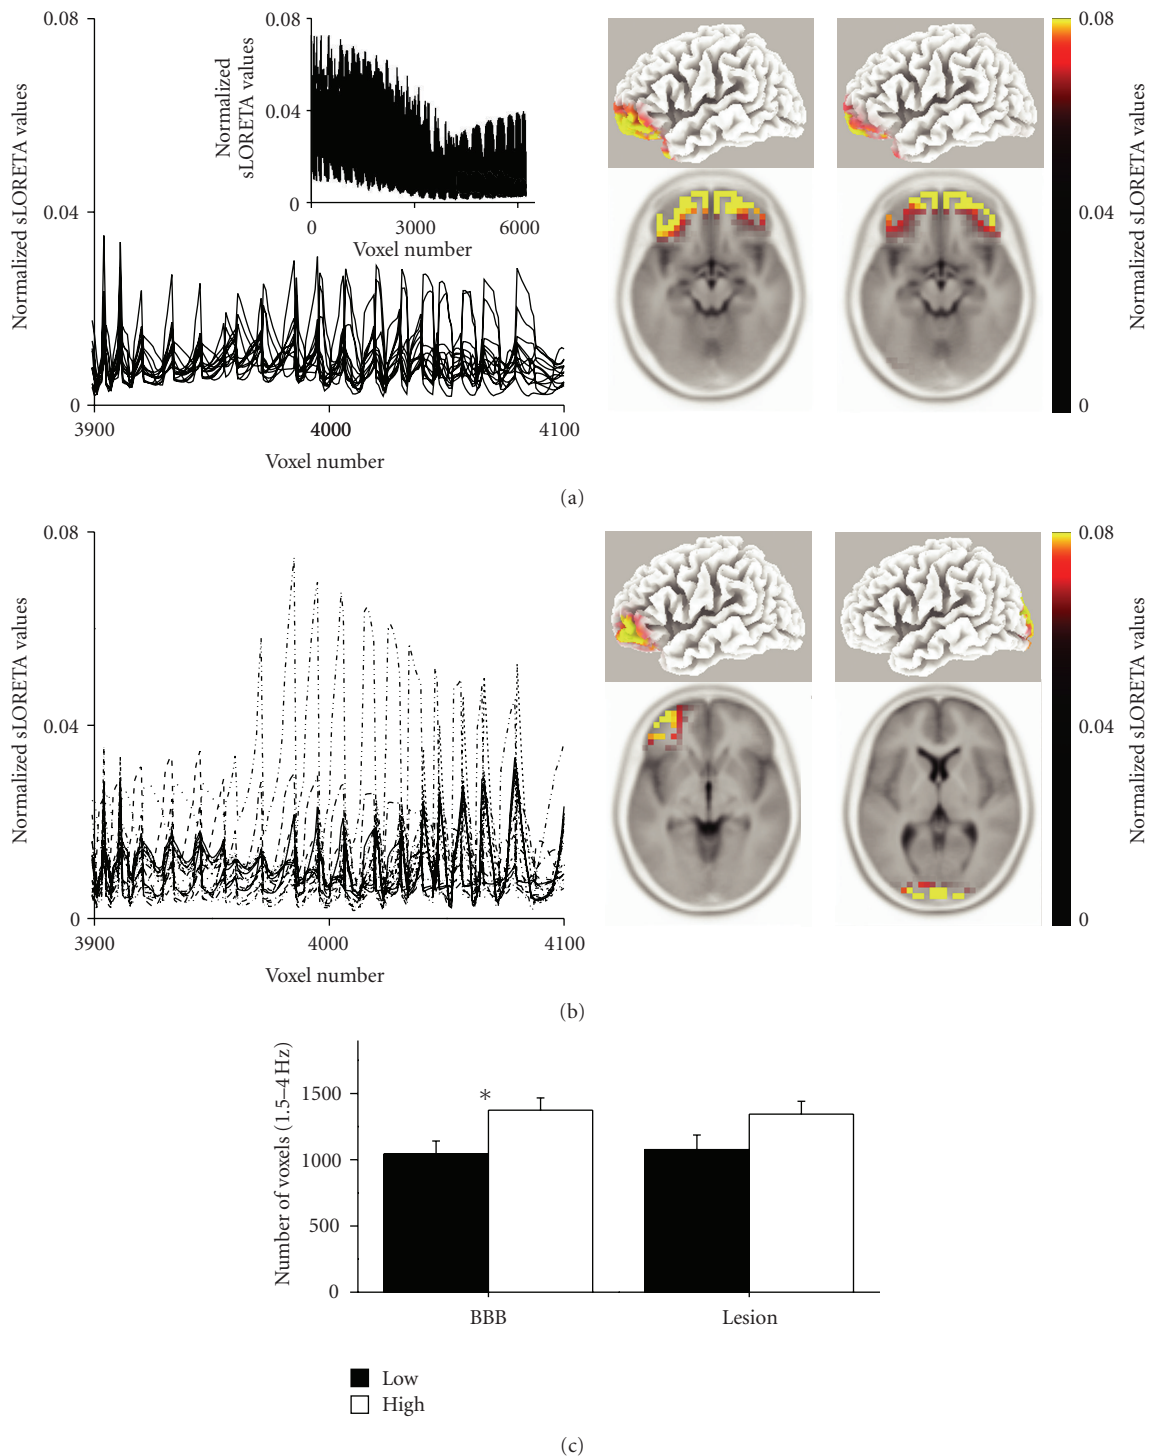 0.08
0.04
0
Normalized sLORETA values
3900
4000
4100
Voxel number
0.08
0.04
0
Normalized
sLORETA values
0
3000
6200
Voxel number
0.08
0.04
0
Normalized sLORETA values
(a)
0.08
0.04
0
Normalized sLORETA values
3900
4000
4100
Voxel number
0.08
0.04
0
Normalized sLORETA values
(b)
Number of voxels (1.5–4 Hz)
1500
1000
500
0
*
BBB
Lesion
Low
High
(c)